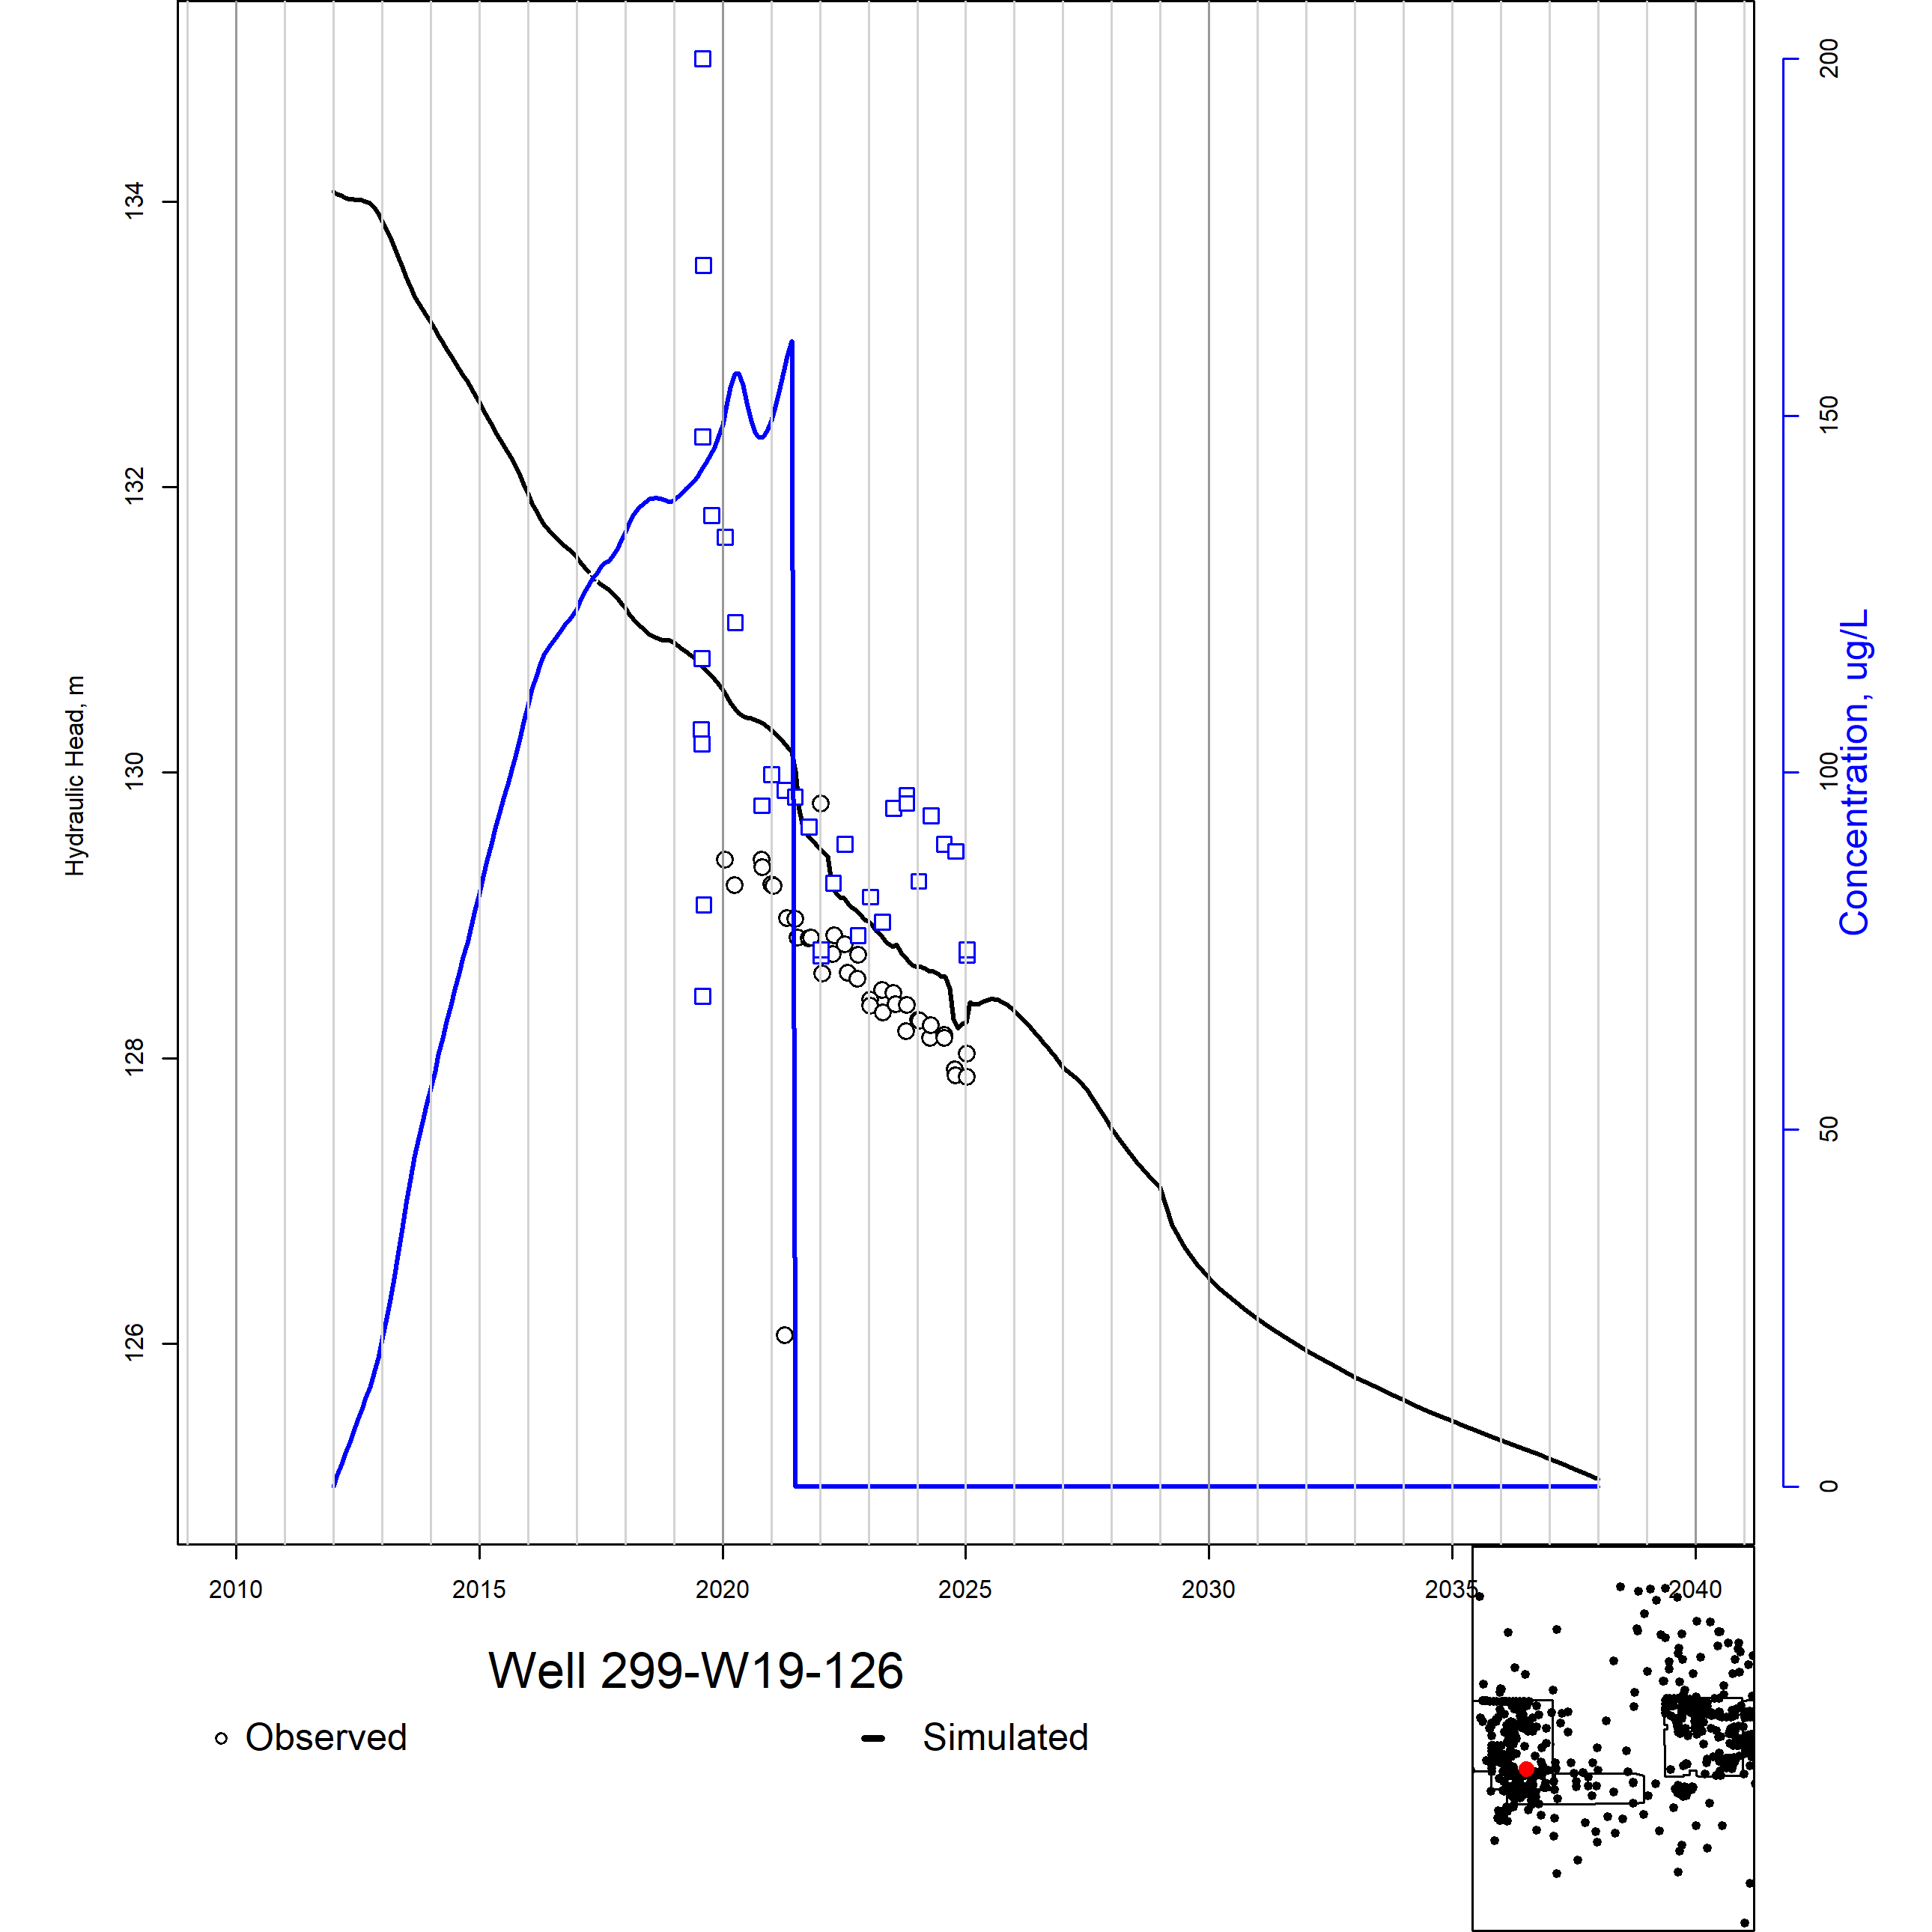 Hydraulic Head, m
134
132
130
128
126
200
150
100
50
0
Concentration, ug/L
2010 2015 2020 2025 2030 2035 2040
Well 299-W19-126
Observed Simulated